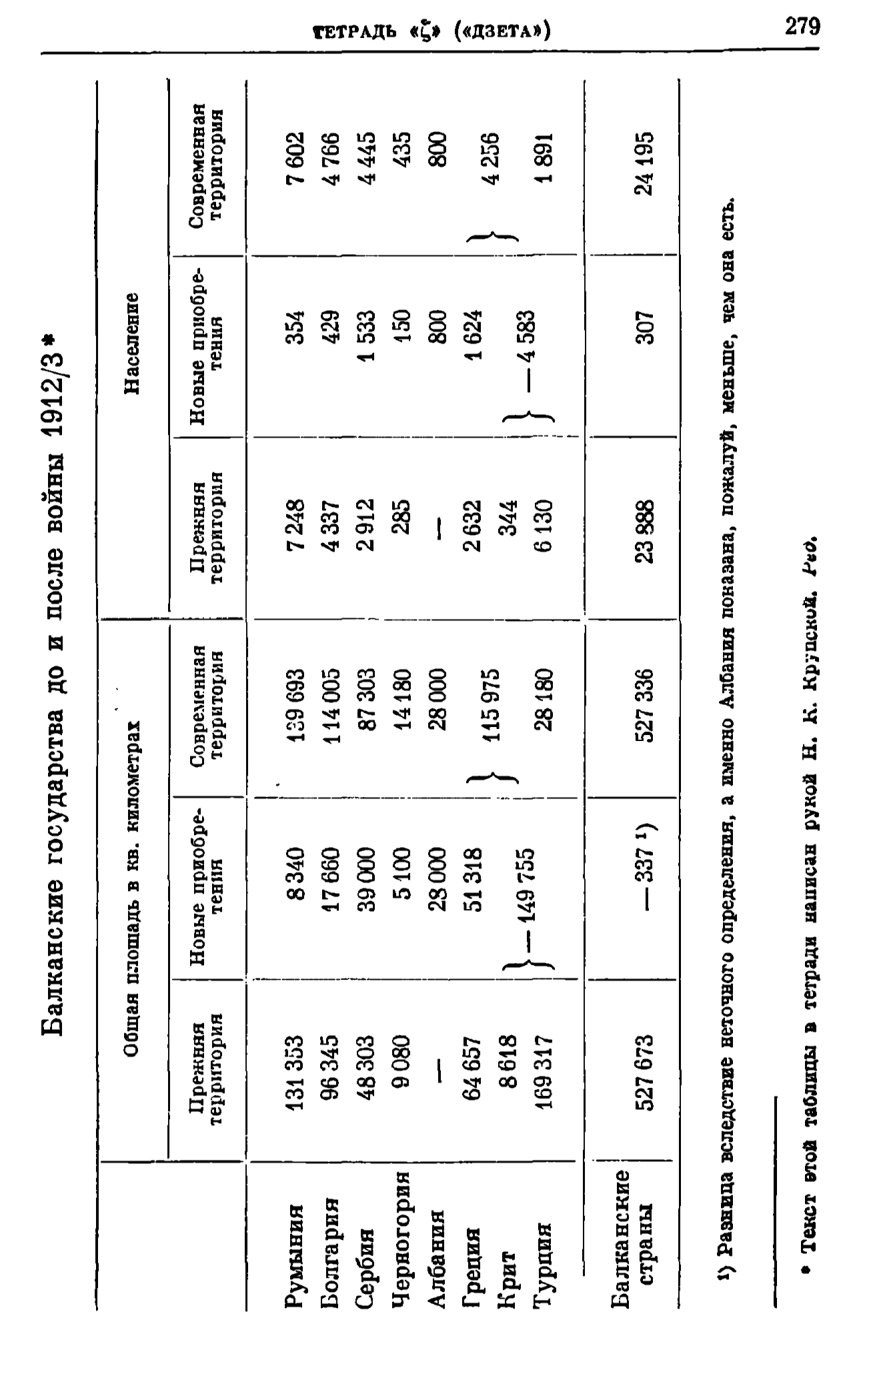 ТЕТРАДЬ «ζ» («ДЗЕТА») 279
Балканские государства до и после войны 1912/3*
Общая площадь в кв. километрах Население
Прежняя территория Новые приобре-тения Современная территория Прежняя территория Новые приобре-тения Современная территория
Румыния 131 353 8 340 139 693 7 248 354 7 602
Болгария 96 345 17 660 114 005 4 337 429 4 766
Сербия 48 303 39 000 87 303 2 912 1 533 4 445
Черногория 9 080 5 100 14 180 285 150 435
Албания — 28 000 28 000 — 800 800
Греция 64 657 51 318 } 115 975 2 632 1 624 } 4 256
Крит 8 618 } —149 755 344 } —4 583
Турция 169 317 28 180 6 130 1 891
Балканские страны 527 673 —337 ¹) 527 336 23 888 307 24 195
¹) Разница вследствие неточного определения, а именно Албания показана, пожалуй, меньше, чем она есть.
* Текст этой таблицы в тетради написан рукой Н. К. Крупской. Ред.